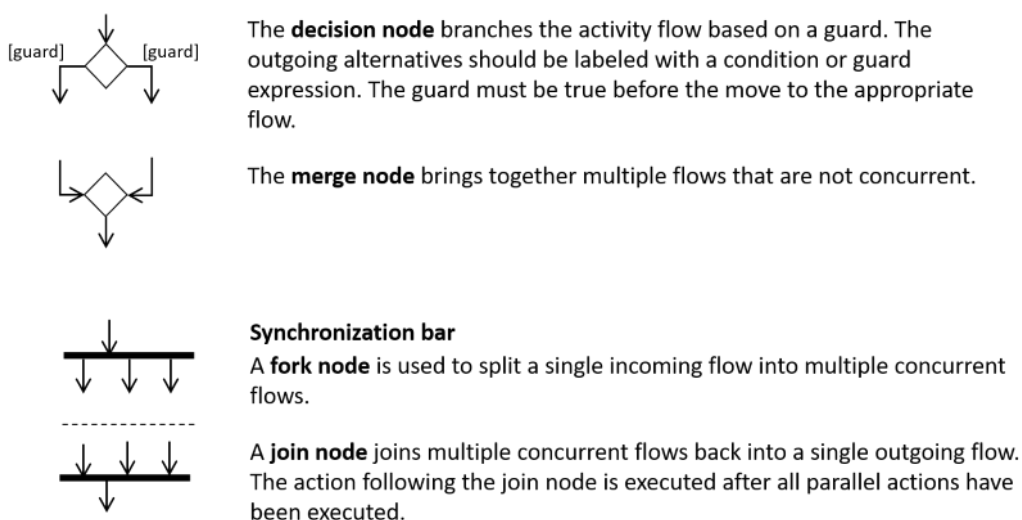 [guard] [guard]
The decision node branches the activity flow based on a guard. The
outgoing alternatives should be labeled with a condition or guard
expression. The guard must be true before the move to the appropriate
flow.
The merge node brings together multiple flows that are not concurrent.
Synchronization bar
A fork node is used to split a single incoming flow into multiple concurrent
flows.
A join node joins multiple concurrent flows back into a single outgoing flow.
The action following the join node is executed after all parallel actions have
been executed.